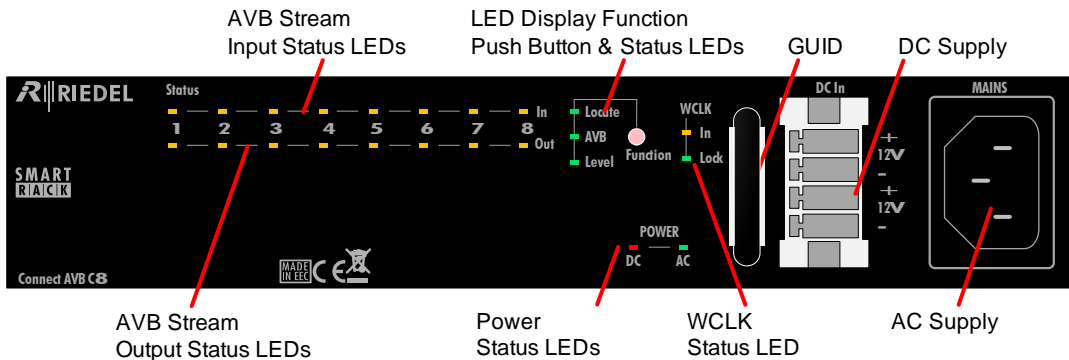 AVB Stream
Input Status LEDs
LED Display Function
Push Button & Status LEDs
GUID
DC Supply
RIEDEL
Status
In
1 2 3 4 5 6 7 8
Out
Locate
AVB
Level
Function
WCLK
In
Lock
DC In
+
12V
-
+
12V
-
MAINS
SMART
RACK
POWER
DC AC
MADE
IN EEC
CE
Connect AVB C8
AVB Stream
Output Status LEDs
Power
Status LEDs
WCLK
Status LED
AC Supply